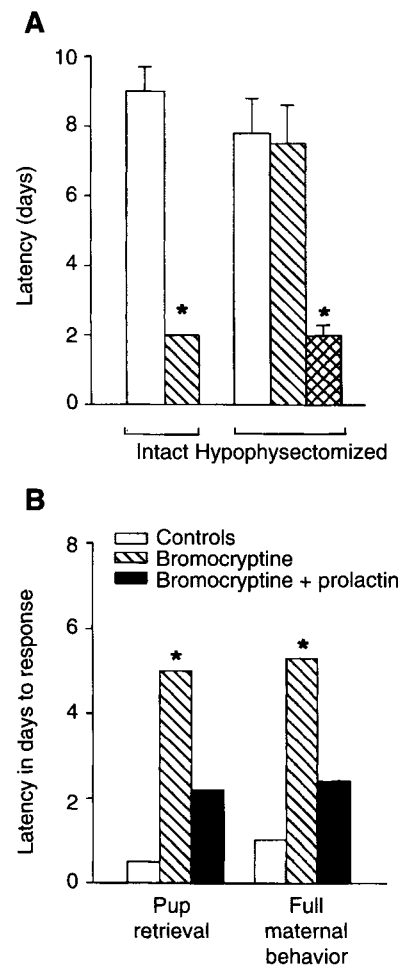 A
10
8
6
4
2
0
Latency (days)
*
*
Intact Hypophysectomized
B
Controls
Bromocryptine
Bromocryptine + prolactin
8
6
4
2
0
Latency in days to response
*
*
Pup
retrieval
Full
maternal
behavior